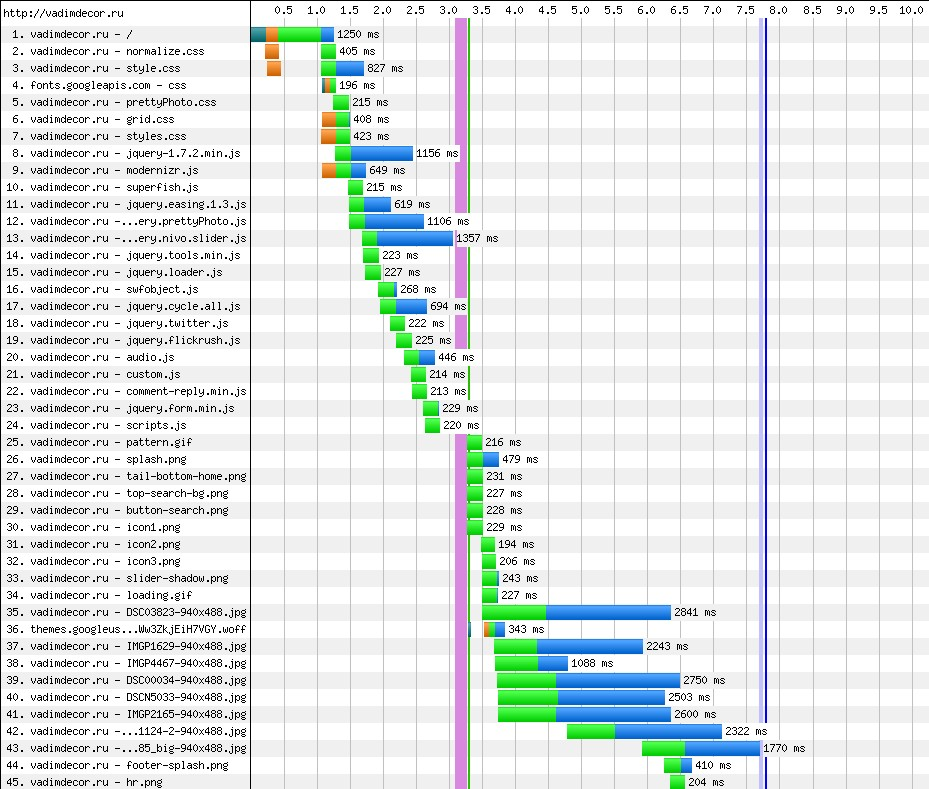 http://vadimdecor.ru 0.5 1.0 1.5 2.0 2.5 3.0 3.5 4.0 4.5 5.0 5.5 6.0 6.5 7.0 7.5 8.0 8.5 9.0 9.5 10.0
1. vadimdecor.ru - / 1250 ms
2. vadimdecor.ru - normalize.css 405 ms
3. vadimdecor.ru - style.css 827 ms
4. fonts.googleapis.com - css 196 ms
5. vadimdecor.ru - prettyPhoto.css 215 ms
6. vadimdecor.ru - grid.css 408 ms
7. vadimdecor.ru - styles.css 423 ms
8. vadimdecor.ru - jquery-1.7.2.min.js 1156 ms
9. vadimdecor.ru - modernizr.js 649 ms
10. vadimdecor.ru - superfish.js 215 ms
11. vadimdecor.ru - jquery.easing.1.3.js 619 ms
12. vadimdecor.ru -...ery.prettyPhoto.js 1106 ms
13. vadimdecor.ru -...ery.nivo.slider.js 1357 ms
14. vadimdecor.ru - jquery.tools.min.js 223 ms
15. vadimdecor.ru - jquery.loader.js 227 ms
16. vadimdecor.ru - swfobject.js 268 ms
17. vadimdecor.ru - jquery.cycle.all.js 694 ms
18. vadimdecor.ru - jquery.twitter.js 222 ms
19. vadimdecor.ru - jquery.flickrush.js 225 ms
20. vadimdecor.ru - audio.js 446 ms
21. vadimdecor.ru - custom.js 214 ms
22. vadimdecor.ru - comment-reply.min.js 213 ms
23. vadimdecor.ru - jquery.form.min.js 229 ms
24. vadimdecor.ru - scripts.js 220 ms
25. vadimdecor.ru - pattern.gif 216 ms
26. vadimdecor.ru - splash.png 479 ms
27. vadimdecor.ru - tail-bottom-home.png 231 ms
28. vadimdecor.ru - top-search-bg.png 227 ms
29. vadimdecor.ru - button-search.png 228 ms
30. vadimdecor.ru - icon1.png 229 ms
31. vadimdecor.ru - icon2.png 194 ms
32. vadimdecor.ru - icon3.png 206 ms
33. vadimdecor.ru - slider-shadow.png 243 ms
34. vadimdecor.ru - loading.gif 227 ms
35. vadimdecor.ru - DSC03823-940x488.jpg 2841 ms
36. themes.googleus...Ww3ZkjEiH7VGY.woff 343 ms
37. vadimdecor.ru - IMGP1629-940x488.jpg 2243 ms
38. vadimdecor.ru - IMGP4467-940x488.jpg 1088 ms
39. vadimdecor.ru - DSC00034-940x488.jpg 2750 ms
40. vadimdecor.ru - DSCN5033-940x488.jpg 2503 ms
41. vadimdecor.ru - IMGP2165-940x488.jpg 2600 ms
42. vadimdecor.ru -...1124-2-940x488.jpg 2322 ms
43. vadimdecor.ru -...85_big-940x488.jpg 1770 ms
44. vadimdecor.ru - footer-splash.png 410 ms
45. vadimdecor.ru - hr.png 204 ms